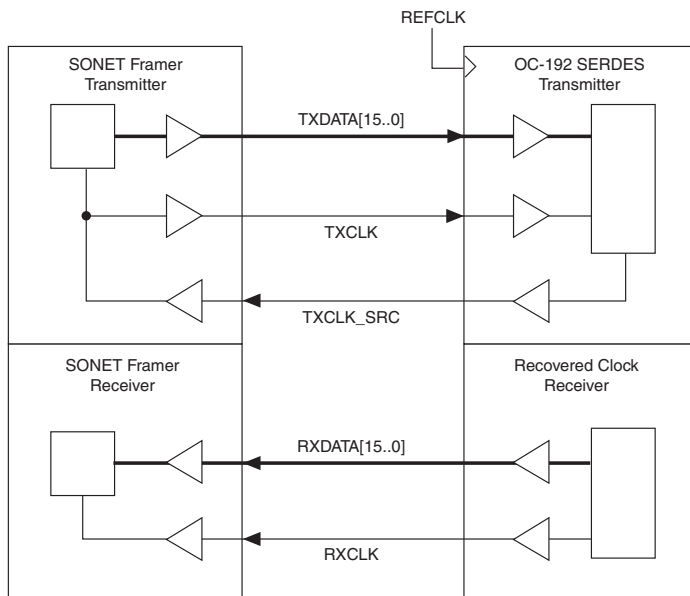 REFCLK
SONET Framer
Transmitter
OC-192 SERDES
Transmitter
TXDATA[15..0]
TXCLK
TXCLK_SRC
SONET Framer
Receiver
Recovered Clock
Receiver
RXDATA[15..0]
RXCLK